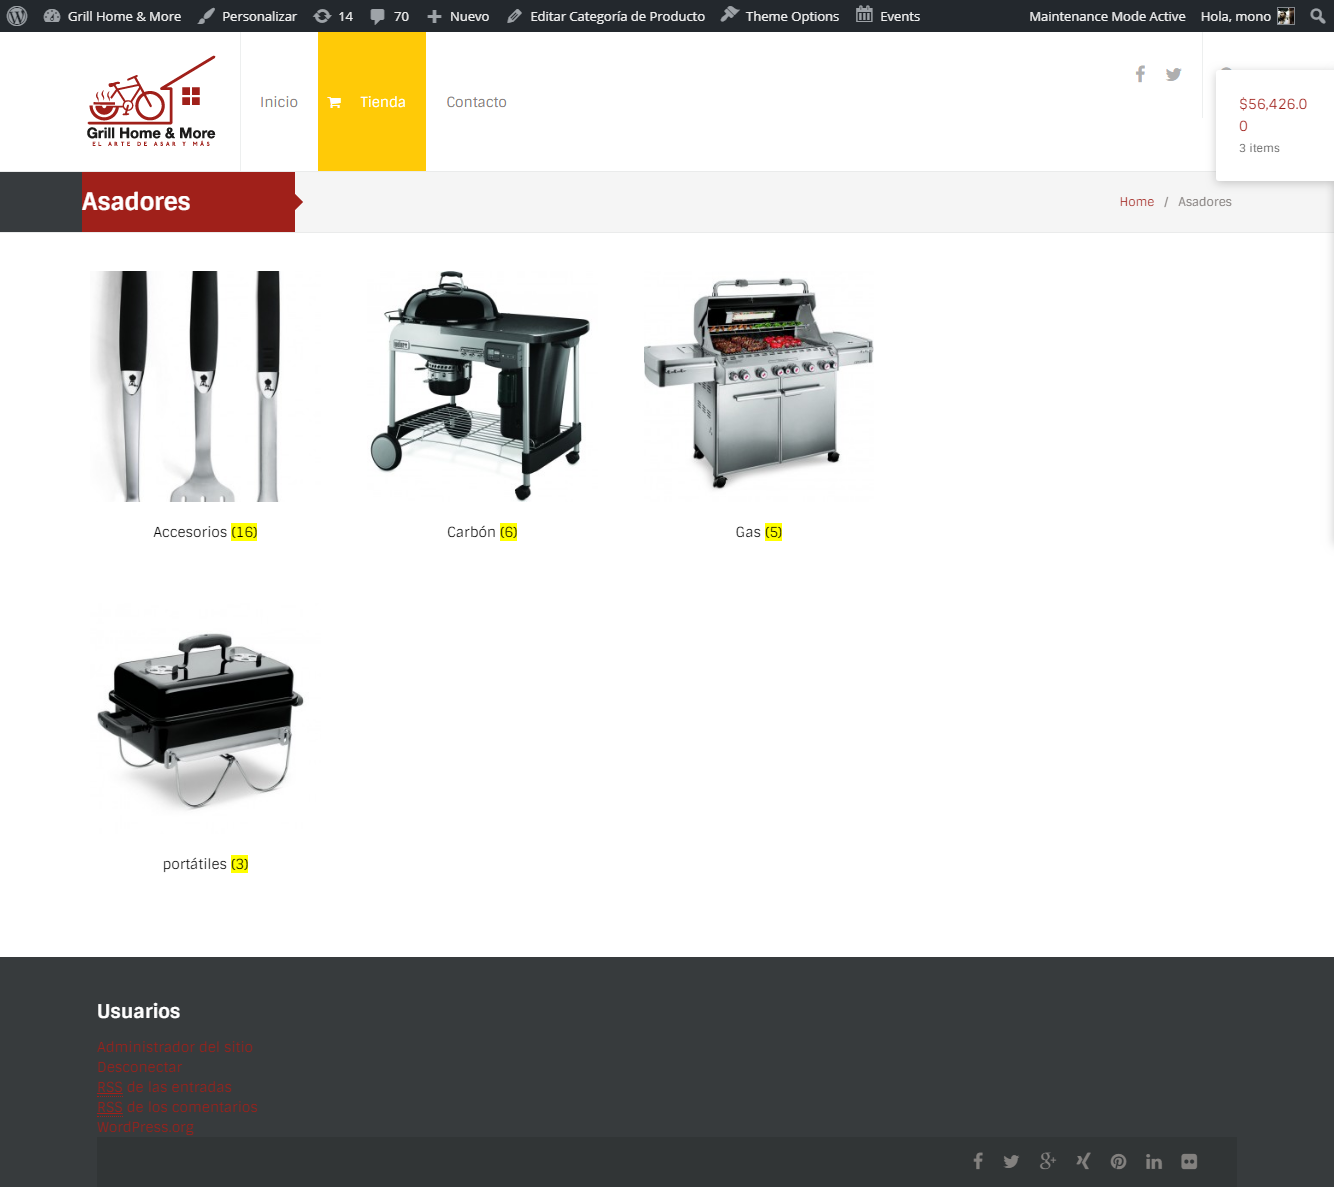 Grill Home & More
Personalizar
14
70
Nuevo
Editar Categoría de Producto
Theme Options
Events
Maintenance Mode Active
Hola, mono
Grill Home & More
EL ARTE DE ASAR Y MÁS
Inicio
Tienda
Contacto
$56,426.0
0
3 items
Asadores
Home / Asadores
Accesorios (16)
Carbón (6)
Gas (5)
portátiles (3)
Usuarios
Administrador del sitio
Desconectar
RSS de las entradas
RSS de los comentarios
WordPress.org